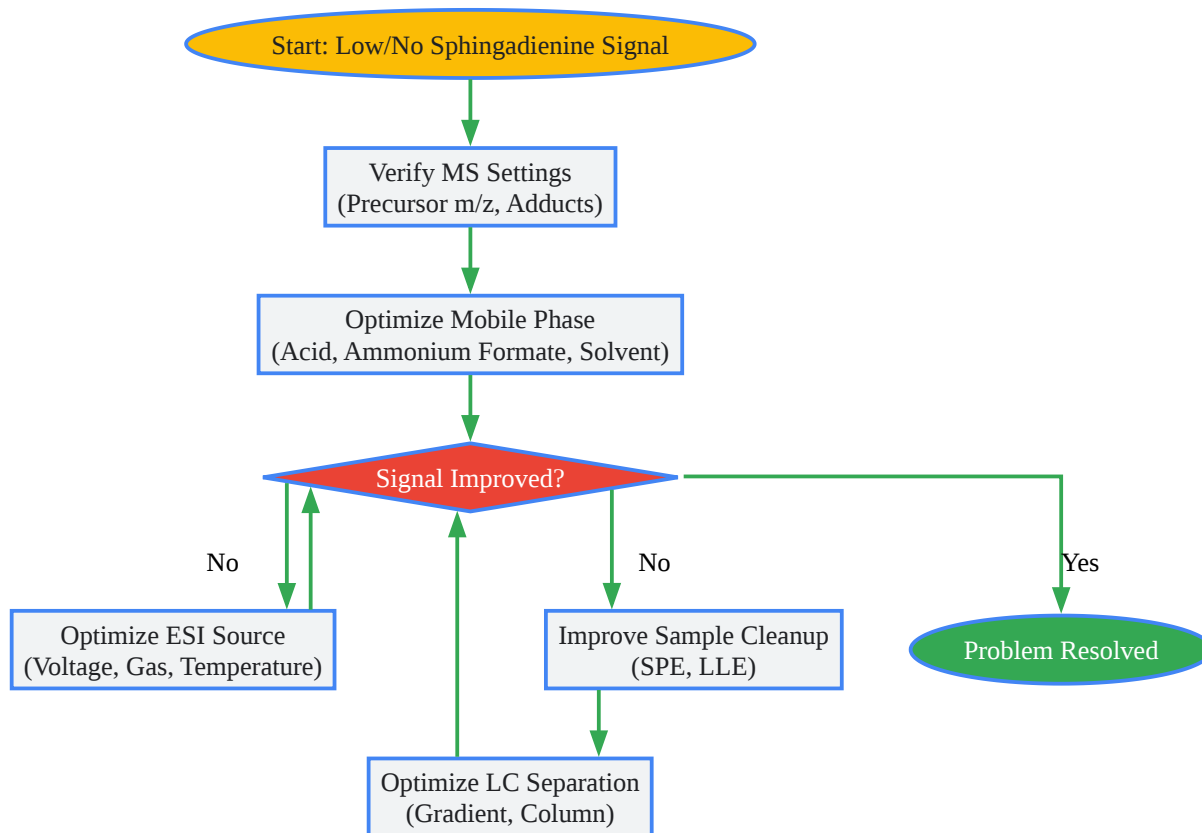 Start: Low/No Sphingadienine Signal
Verify MS Settings
(Precursor m/z, Adducts)
Optimize Mobile Phase
(Acid, Ammonium Formate, Solvent)
Signal Improved?
No
No
Yes
Optimize ESI Source
(Voltage, Gas, Temperature)
Improve Sample Cleanup
(SPE, LLE)
Problem Resolved
Optimize LC Separation
(Gradient, Column)